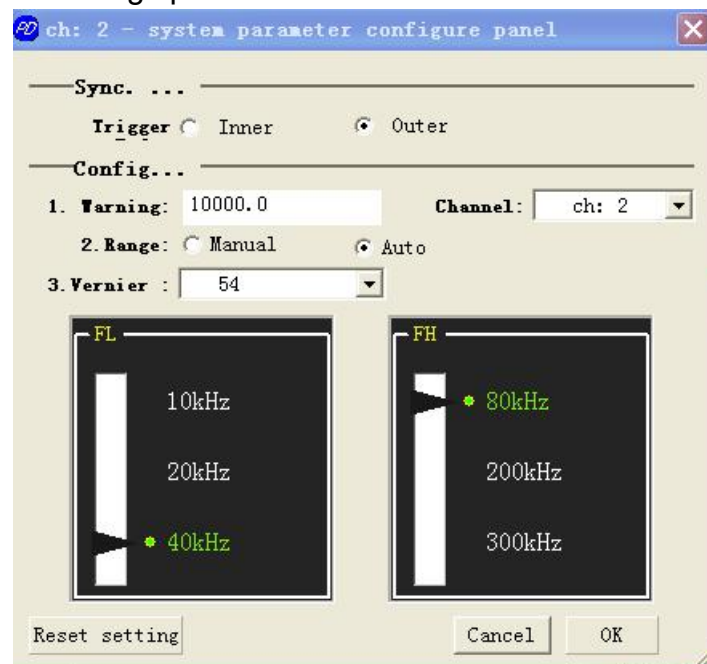 PD ch: 2 - system parameter configure panel
Sync. ...
Trigger Inner Outer
Config...
1. Warning: 10000.0 Channel: ch: 2
2.Range: Manual Auto
3.Vernier : 54
FL FH
10kHz 80kHz
20kHz 200kHz
40kHz 300kHz
Reset setting Cancel OK